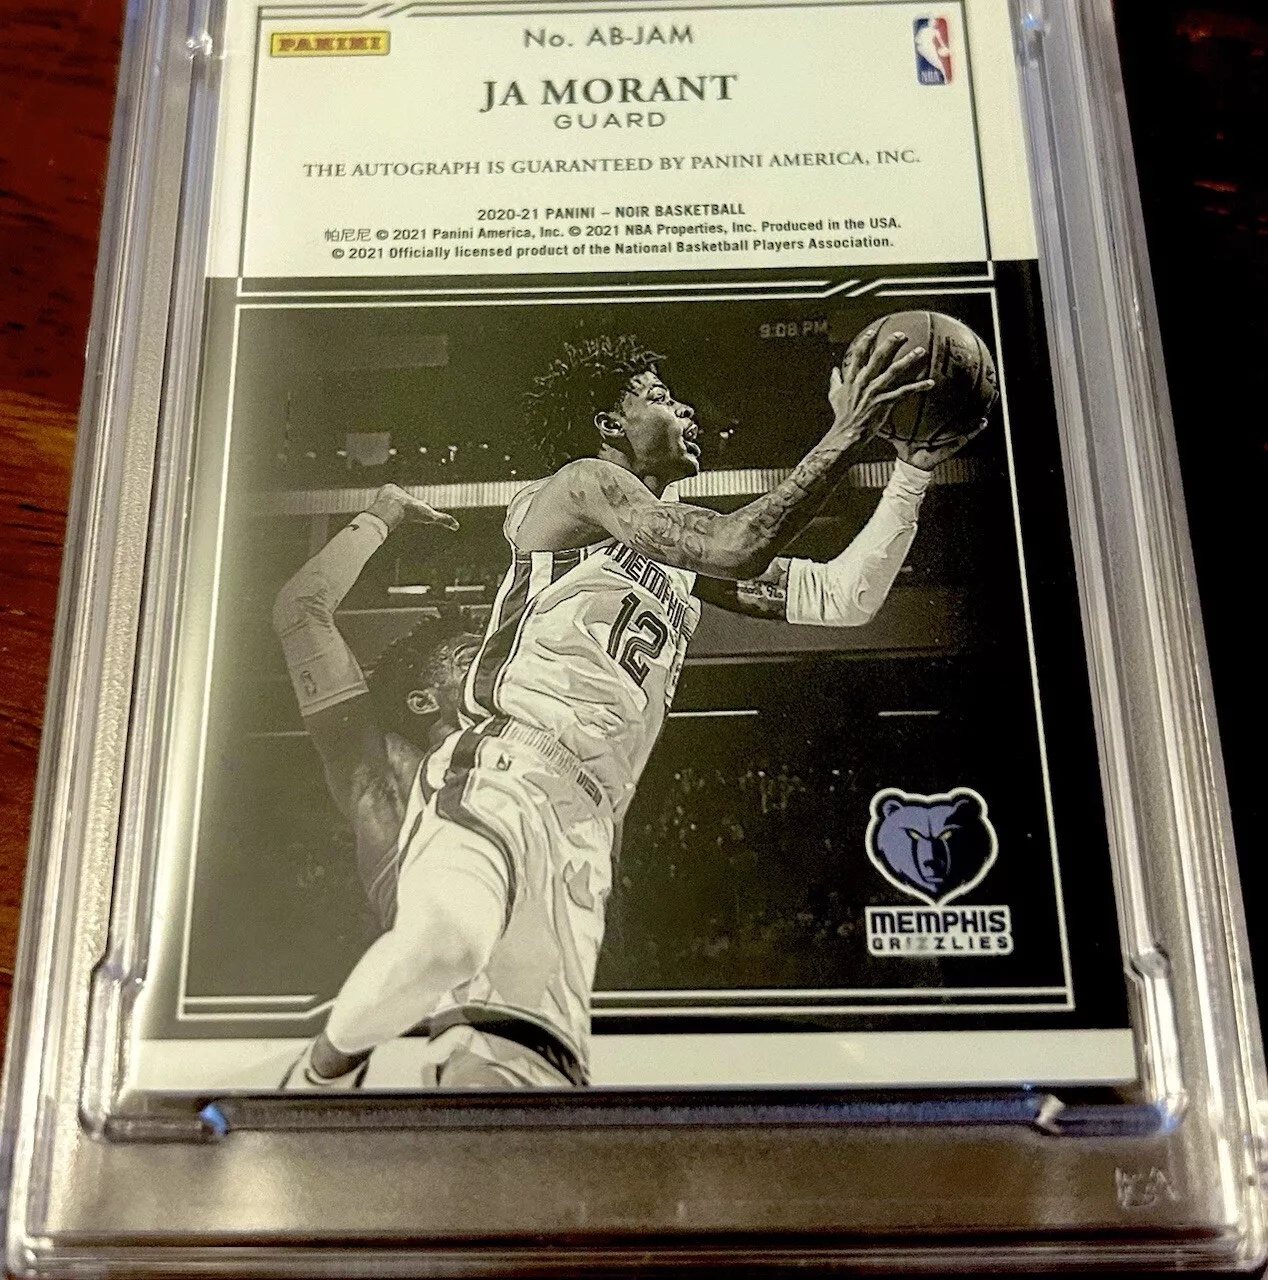 PANINI
No. AB-JAM
JA MORANT
GUARD
THE AUTOGRAPH IS GUARANTEED BY PANINI AMERICA, INC.
2020-21 PANINI – NOIR BASKETBALL
帕尼尼 © 2021 Panini America, Inc. © 2021 NBA Properties, Inc. Produced in the USA.
© 2021 Officially licensed product of the National Basketball Players Association.
NBA
9:08 PM
MEMPHIS
12
MEMPHIS
GRIZZLIES